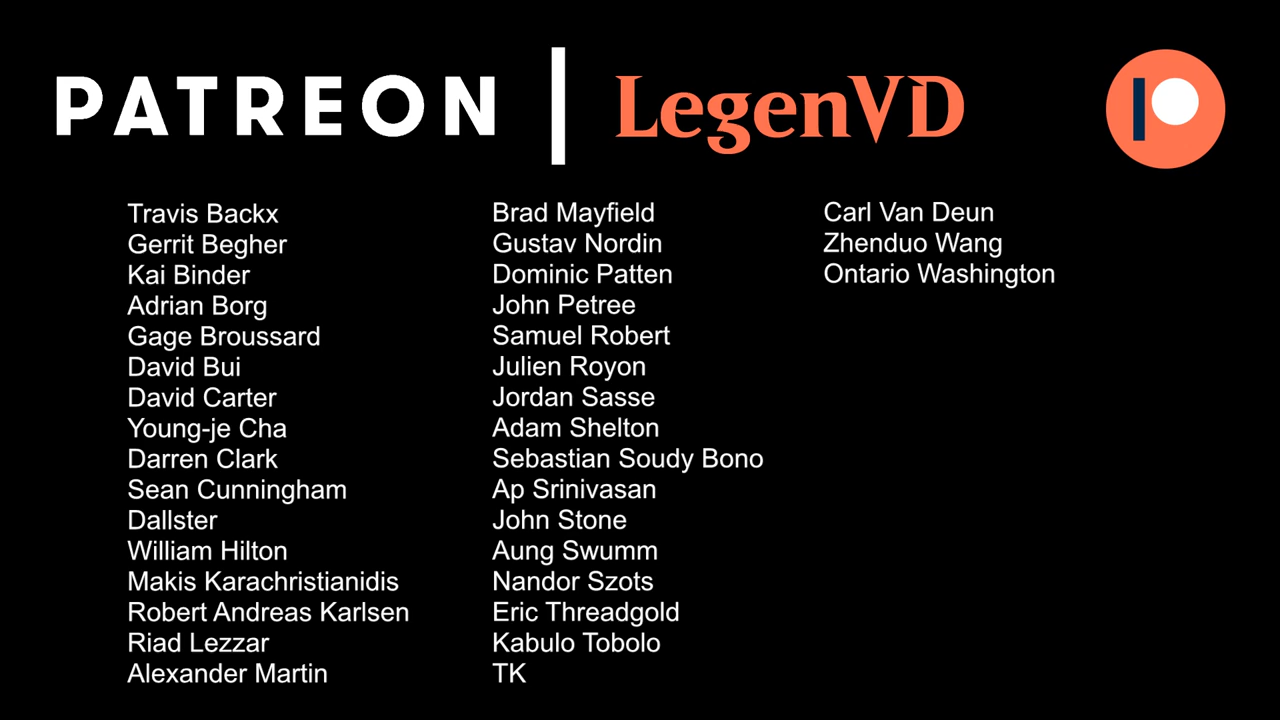 PATREON | LegenVD
Travis Backx
Gerrit Begher
Kai Binder
Adrian Borg
Gage Broussard
David Bui
David Carter
Young-je Cha
Darren Clark
Sean Cunningham
Dallster
William Hilton
Makis Karachristianidis
Robert Andreas Karlsen
Riad Lezzar
Alexander Martin
Brad Mayfield
Gustav Nordin
Dominic Patten
John Petree
Samuel Robert
Julien Royon
Jordan Sasse
Adam Shelton
Sebastian Soudy Bono
Ap Srinivasan
John Stone
Aung Swumm
Nandor Szots
Eric Threadgold
Kabulo Tobolo
TK
Carl Van Deun
Zhenduo Wang
Ontario Washington